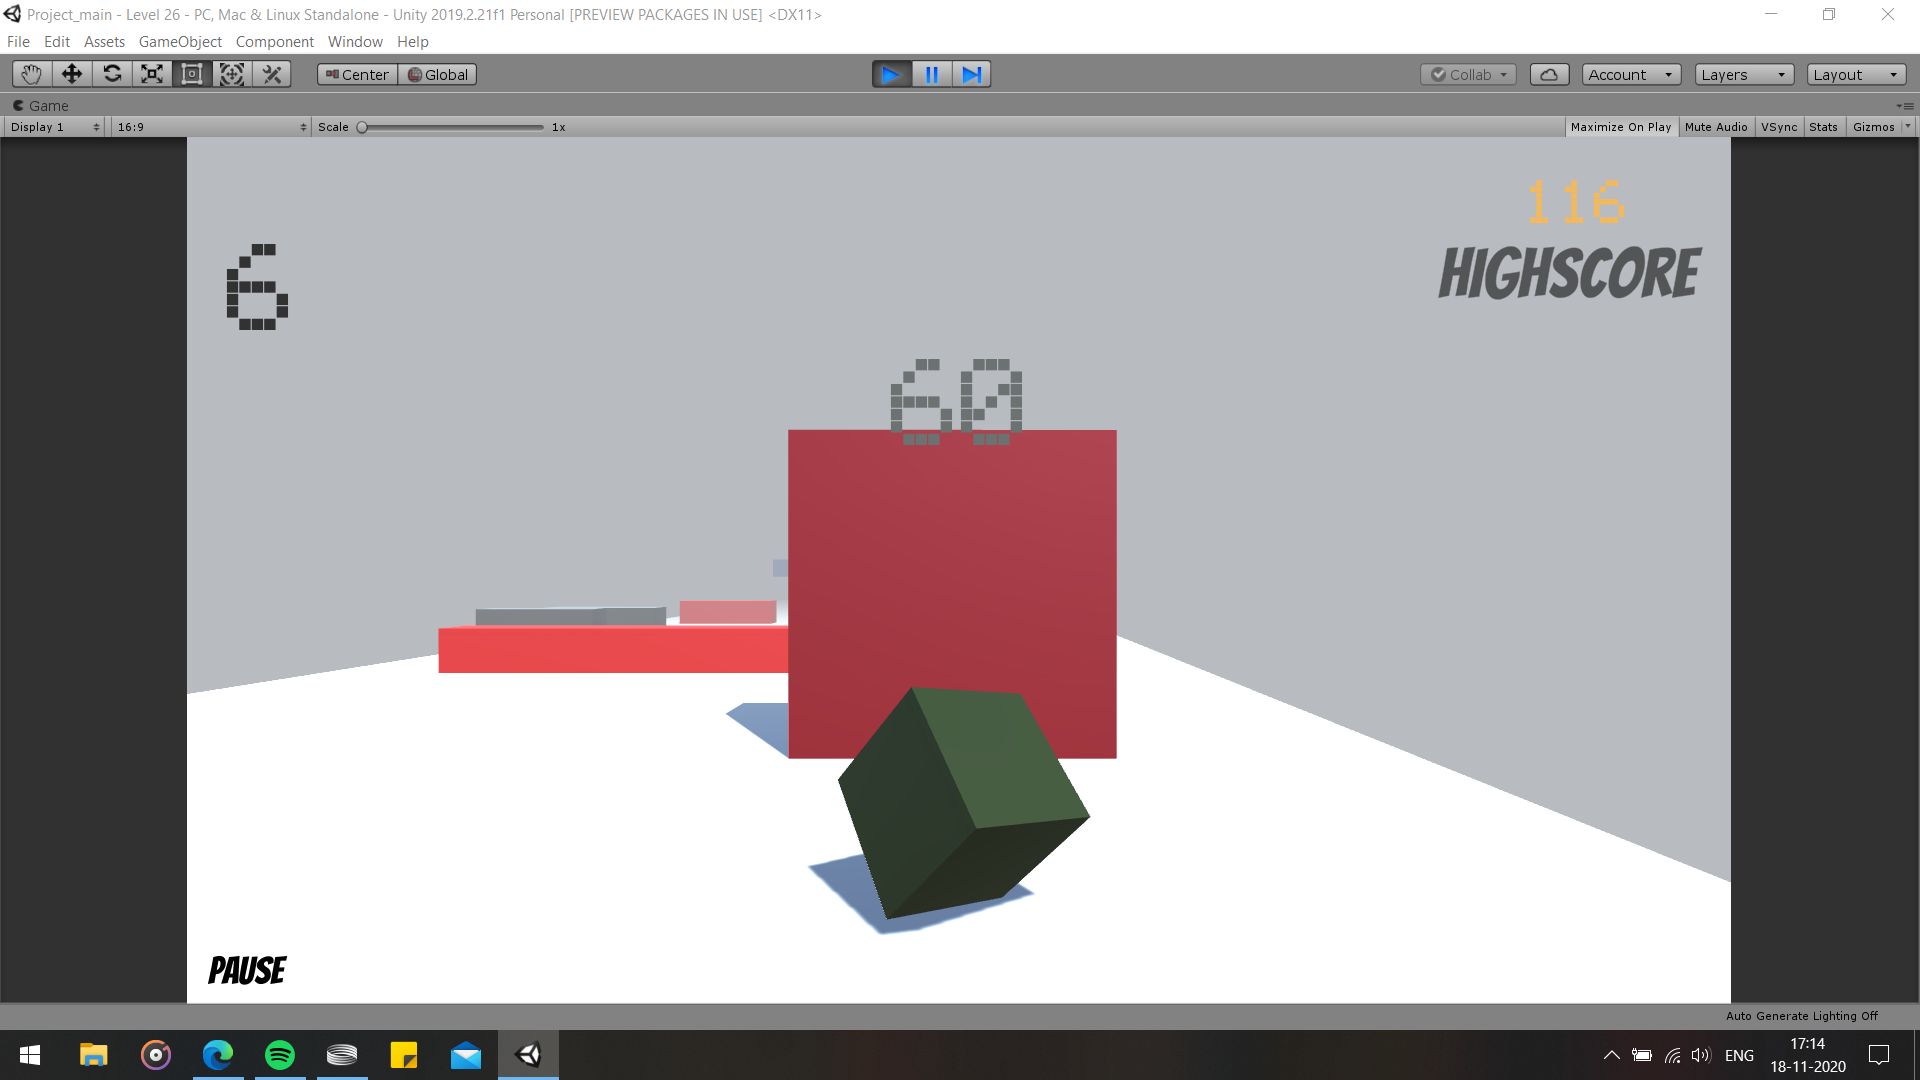 Project_main - Level 26 - PC, Mac & Linux Standalone - Unity 2019.2.21f1 Personal [PREVIEW PACKAGES IN USE] <DX11>
File Edit Assets GameObject Component Window Help
Center Global Collab Account Layers Layout
Game
Display 1 16:9 Scale 1x Maximize On Play Mute Audio VSync Stats Gizmos
116
HIGHSCORE
6
60
PAUSE
Auto Generate Lighting Off
ENG
17:14
18-11-2020